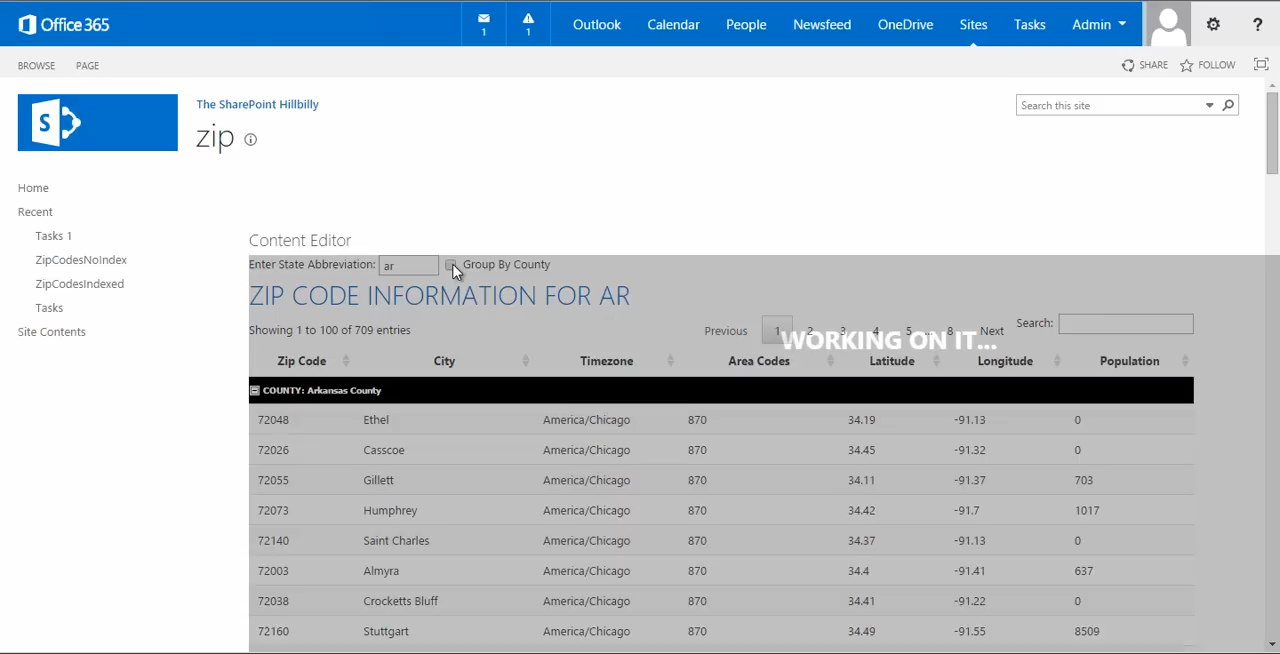 Office 365
1
1
Outlook Calendar People Newsfeed OneDrive Sites Tasks Admin
?
BROWSE PAGE
SHARE FOLLOW
S
The SharePoint Hillbilly
zip
Search this site
Home
Recent
Tasks 1
ZipCodesNoIndex
ZipCodesIndexed
Tasks
Site Contents
Content Editor
Enter State Abbreviation: ar Group By County
ZIP CODE INFORMATION FOR AR
Showing 1 to 100 of 709 entries
Previous 1 2 3 4 5 ... 8 Next
Search:
WORKING ON IT...
Zip Code City Timezone Area Codes Latitude Longitude Population
COUNTY: Arkansas County
72048 Ethel America/Chicago 870 34.19 -91.13 0
72026 Casscoe America/Chicago 870 34.45 -91.32 0
72055 Gillett America/Chicago 870 34.11 -91.37 703
72073 Humphrey America/Chicago 870 34.42 -91.7 1017
72140 Saint Charles America/Chicago 870 34.37 -91.13 0
72003 Almyra America/Chicago 870 34.4 -91.41 637
72038 Crocketts Bluff America/Chicago 870 34.41 -91.22 0
72160 Stuttgart America/Chicago 870 34.49 -91.55 8509